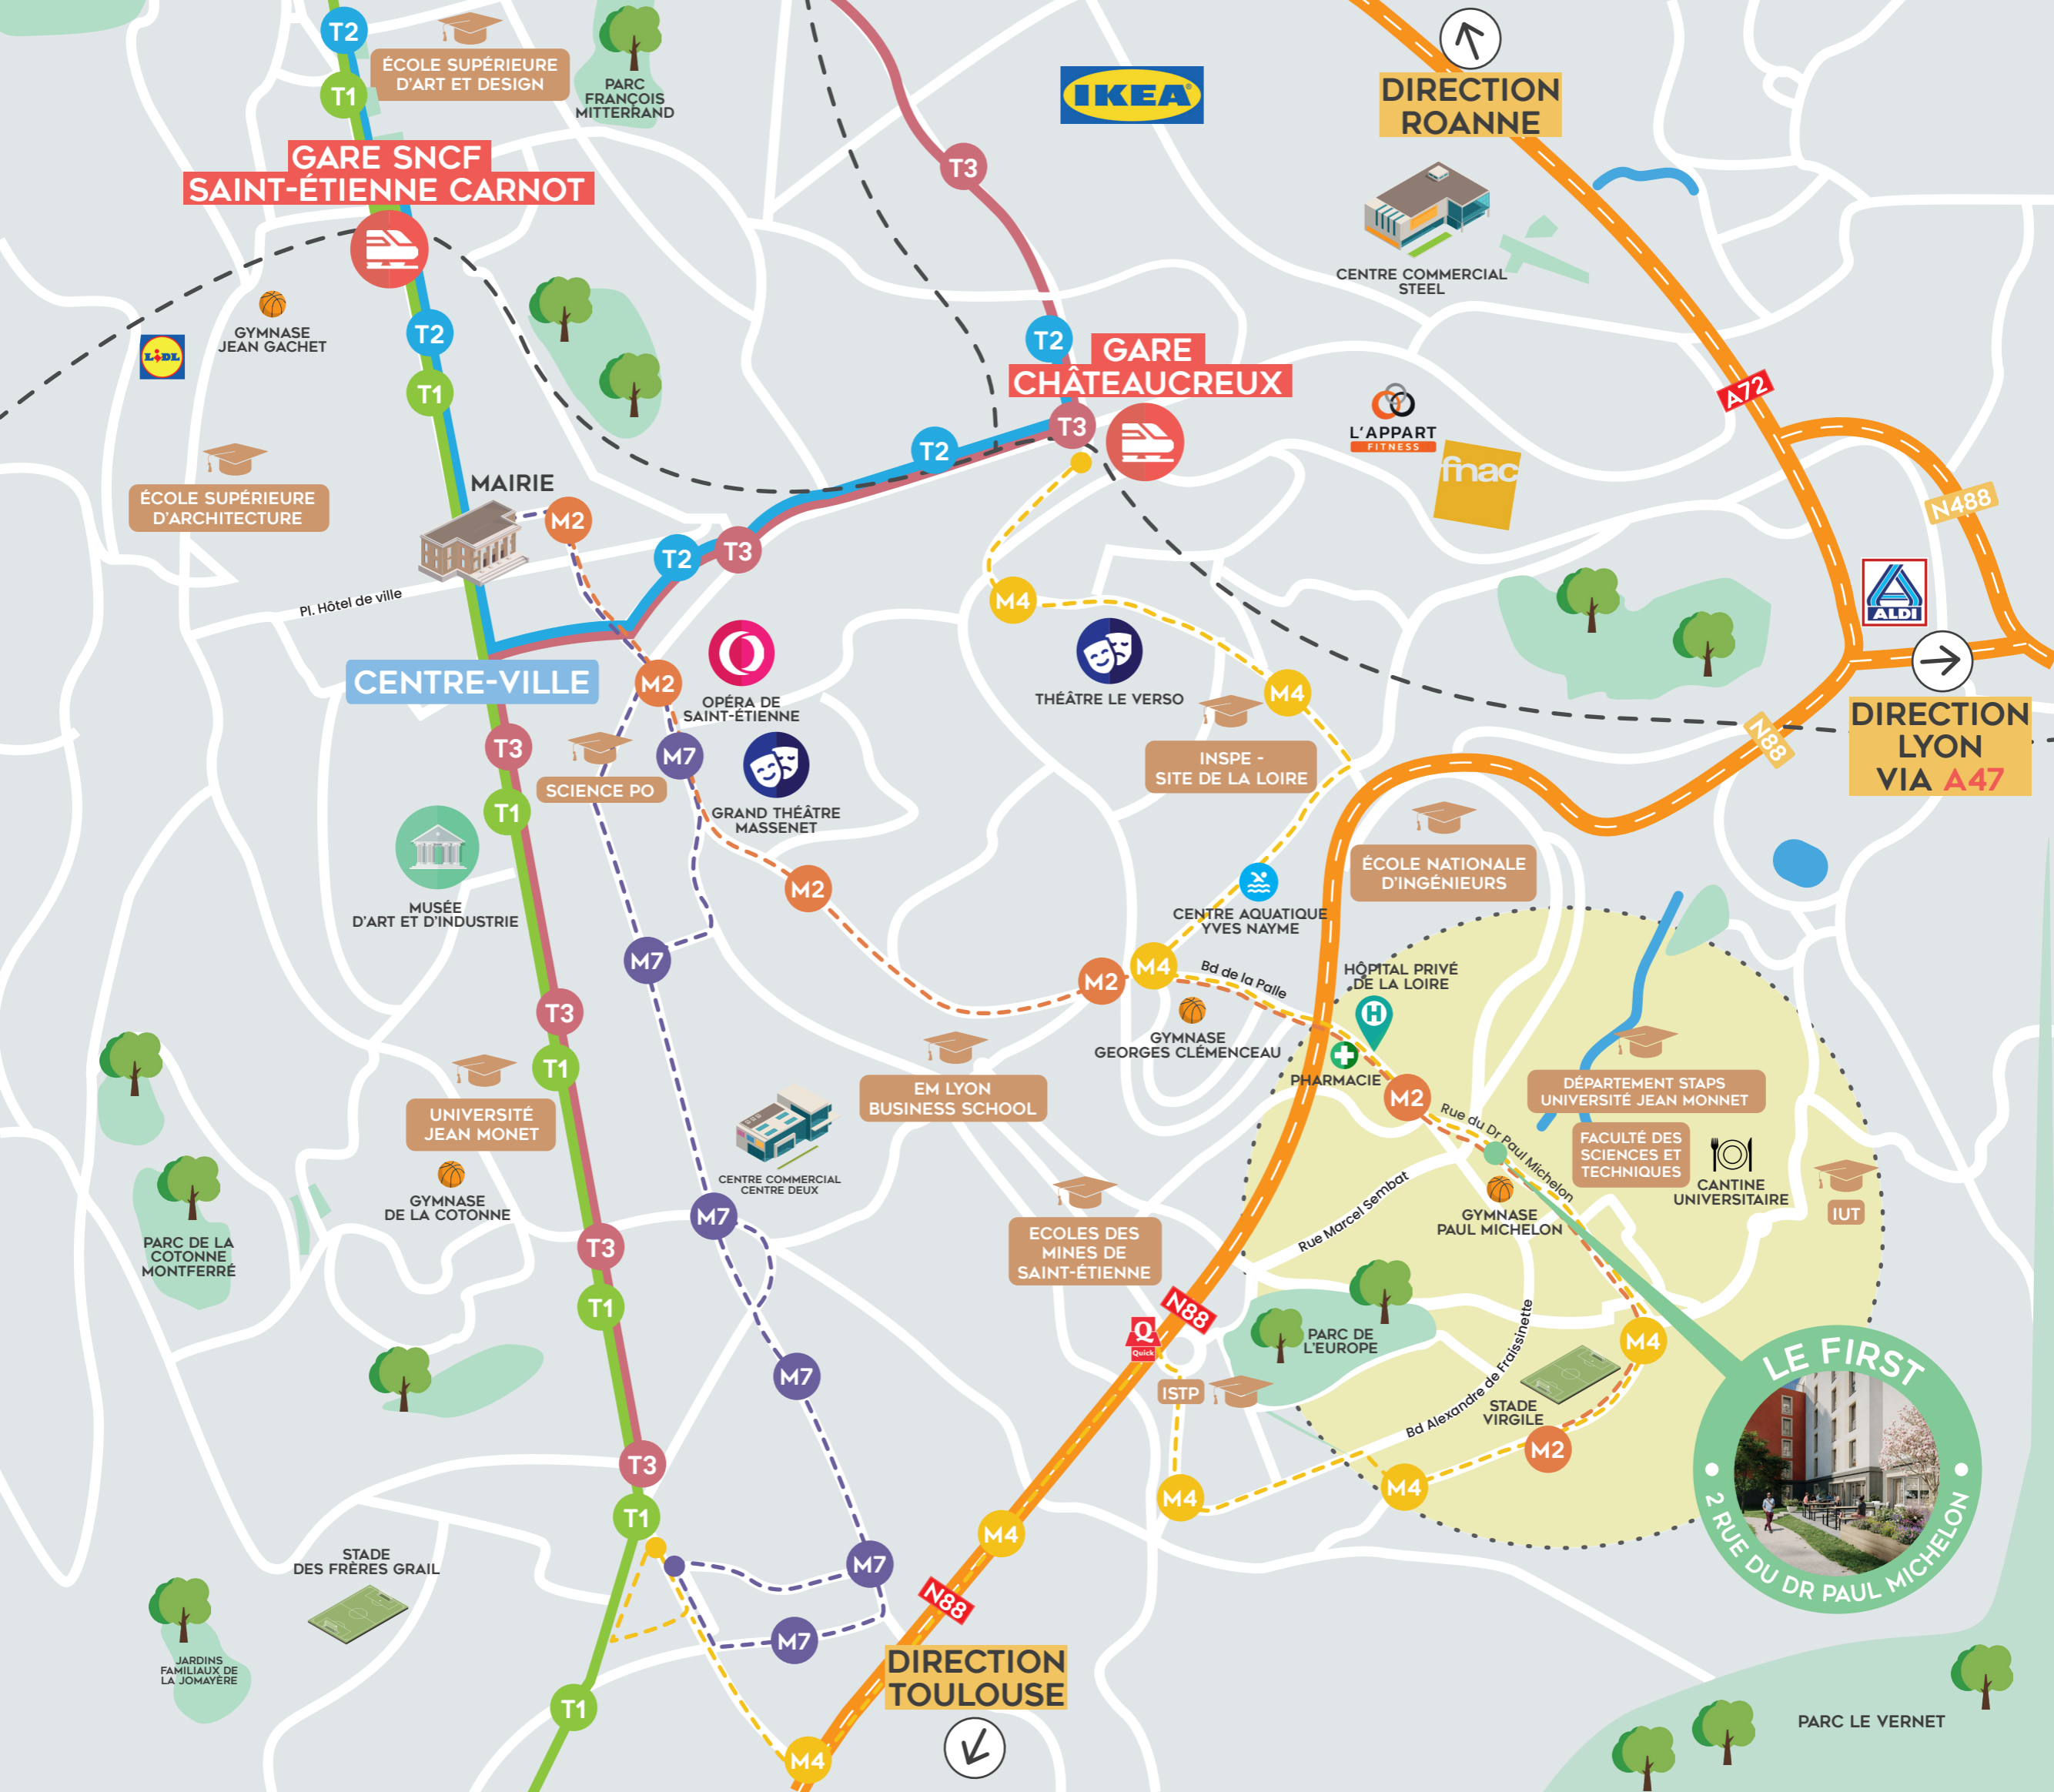 T2
ÉCOLE SUPÉRIEURE
D'ART ET DESIGN
T1
PARC
FRANÇOIS
MITTERRAND
IKEA
DIRECTION
ROANNE
T3
GARE SNCF
SAINT-ÉTIENNE CARNOT
CENTRE COMMERCIAL
STEEL
GYMNASE
JEAN GACHET
LIDL
T2
T1
T2
GARE
CHÂTEAUCREUX
T3
T2
A72
L'APPART
FITNESS
fnac
N488
ÉCOLE SUPÉRIEURE
D'ARCHITECTURE
MAIRIE
M2
T2
T3
Pl. Hôtel de ville
M4
ALDI
CENTRE-VILLE
M2
OPÉRA DE
SAINT-ÉTIENNE
THÉÂTRE LE VERSO
M4
DIRECTION
LYON
VIA A47
N88
T3
M7
SCIENCE PO
INSPE -
SITE DE LA LOIRE
T1
GRAND THÉÂTRE
MASSENET
ÉCOLE NATIONALE
D'INGÉNIEURS
MUSÉE
D'ART ET D'INDUSTRIE
M2
CENTRE AQUATIQUE
YVES NAYME
M7
M2
M4
Bd de la Palle
HÔPITAL PRIVÉ
DE LA LOIRE
H
T3
GYMNASE
GEORGES CLÉMENCEAU
PHARMACIE
T1
EM LYON
BUSINESS SCHOOL
M2
DÉPARTEMENT STAPS
UNIVERSITÉ JEAN MONNET
UNIVERSITÉ
JEAN MONET
Rue du Dr Paul Michelon
FACULTÉ DES
SCIENCES ET
TECHNIQUES
CANTINE
UNIVERSITAIRE
IUT
CENTRE COMMERCIAL
CENTRE DEUX
GYMNASE
DE LA COTONNE
M7
Rue Marcel Sembat
GYMNASE
PAUL MICHELON
PARC DE LA
COTONNE
MONTFERRÉ
T3
ECOLES DES
MINES DE
SAINT-ÉTIENNE
T1
N88
Q
Quick
PARC DE
L'EUROPE
M4
M7
ISTP
Bd Alexandre de Fraissinette
STADE
VIRGILE
M2
LE FIRST
2 RUE DU DR PAUL MICHELON
T3
M4
M4
T1
M4
STADE
DES FRÈRES GRAIL
M7
N88
M7
JARDINS
FAMILIAUX DE
LA JOMAYÈRE
DIRECTION
TOULOUSE
T1
M4
PARC LE VERNET